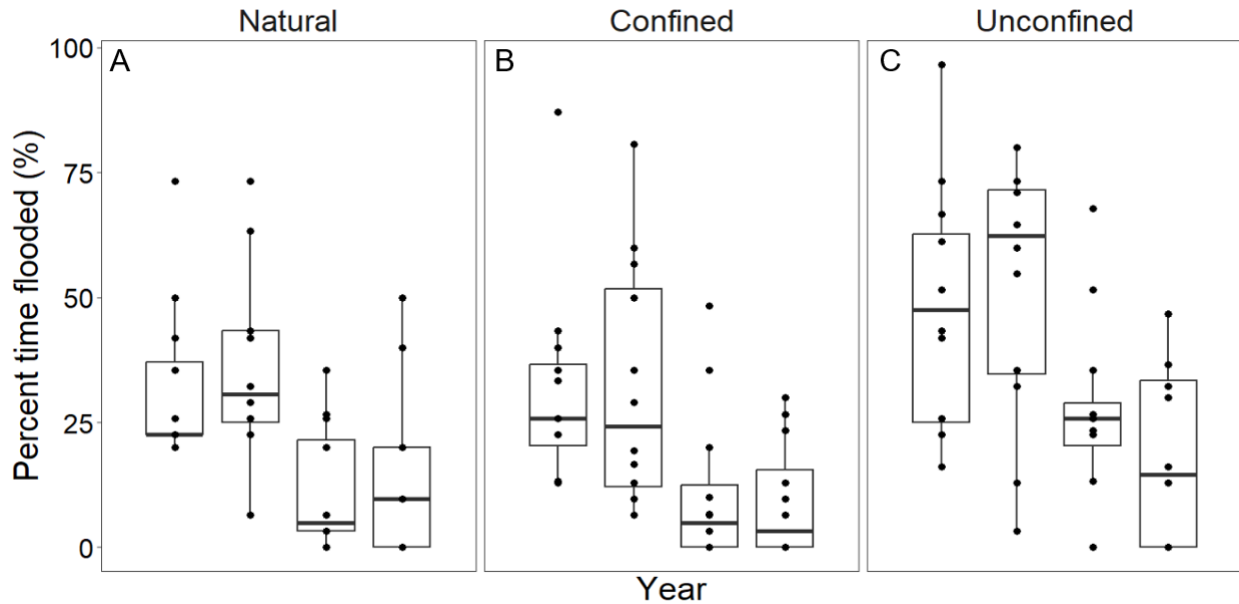 Natural
Confined
Unconfined
A
B
C
Percent time flooded (%)
100
75
50
25
0
Year